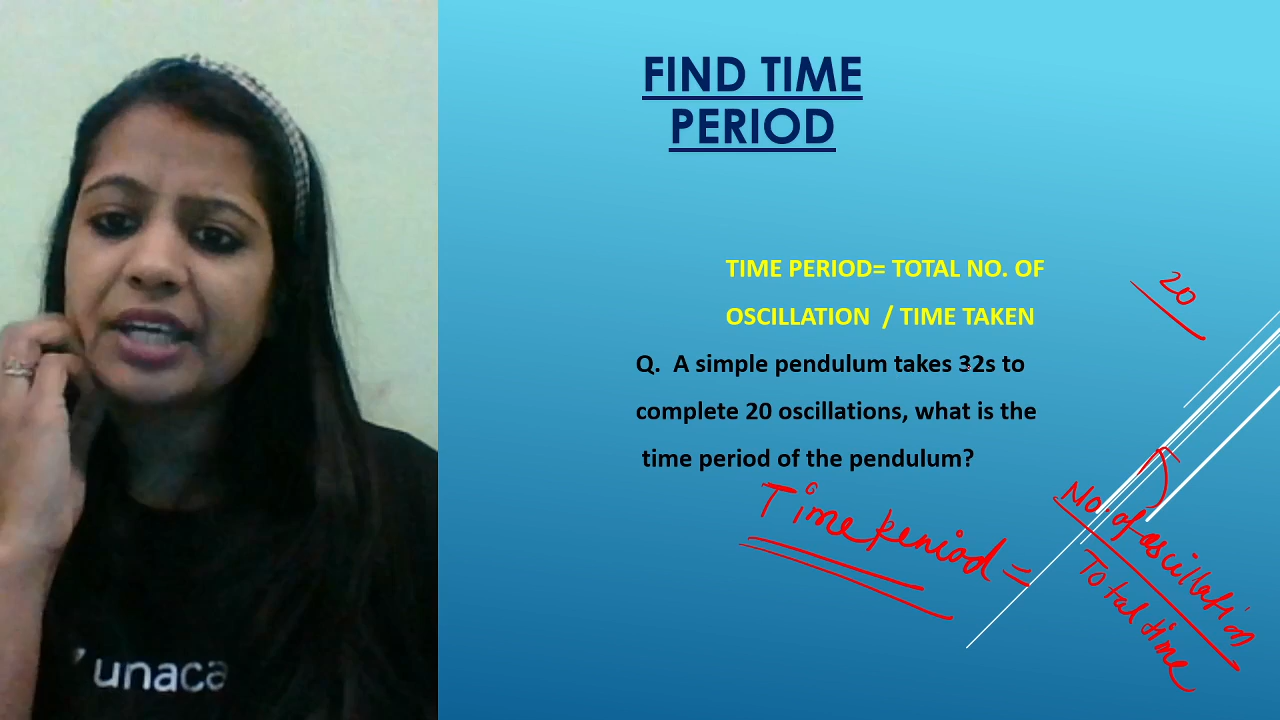 FIND TIME
PERIOD
TIME PERIOD= TOTAL NO. OF
OSCILLATION / TIME TAKEN
Q. A simple pendulum takes 32s to
complete 20 oscillations, what is the
time period of the pendulum?
20
Time period =
No. of oscillation
Total time
unaca